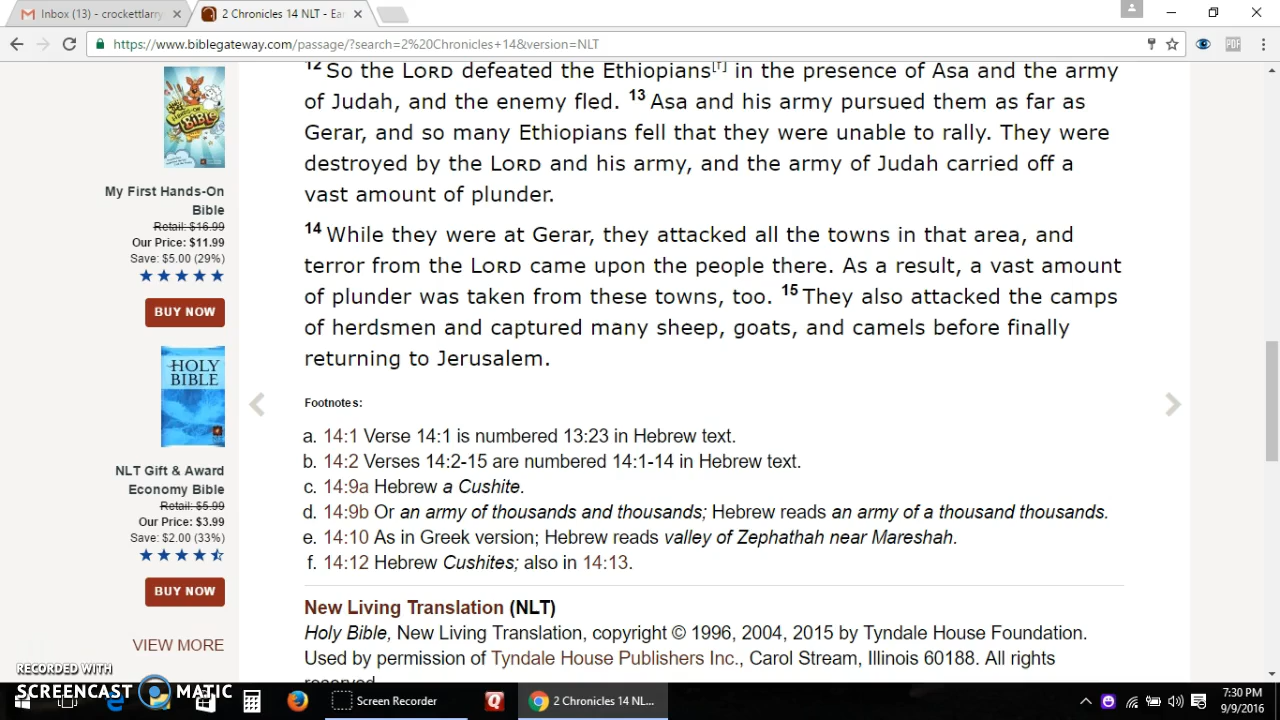 Inbox (13) - crockettlarry
2 Chronicles 14 NLT - Ea
https://www.biblegateway.com/passage/?search=2%20Chronicles+14&version=NLT
PDF
My First Hands-On
Bible
Retail: $16.99
Our Price: $11.99
Save: $5.00 (29%)
BUY NOW
HOLY
BIBLE
NLT Gift & Award
Economy Bible
Retail: $5.99
Our Price: $3.99
Save: $2.00 (33%)
BUY NOW
VIEW MORE
12 So the LORD defeated the Ethiopians[f] in the presence of Asa and the army
of Judah, and the enemy fled. 13 Asa and his army pursued them as far as
Gerar, and so many Ethiopians fell that they were unable to rally. They were
destroyed by the LORD and his army, and the army of Judah carried off a
vast amount of plunder.
14 While they were at Gerar, they attacked all the towns in that area, and
terror from the LORD came upon the people there. As a result, a vast amount
of plunder was taken from these towns, too. 15 They also attacked the camps
of herdsmen and captured many sheep, goats, and camels before finally
returning to Jerusalem.
Footnotes:
a. 14:1 Verse 14:1 is numbered 13:23 in Hebrew text.
b. 14:2 Verses 14:2-15 are numbered 14:1-14 in Hebrew text.
c. 14:9a Hebrew a Cushite.
d. 14:9b Or an army of thousands and thousands; Hebrew reads an army of a thousand thousands.
e. 14:10 As in Greek version; Hebrew reads valley of Zephathah near Mareshah.
f. 14:12 Hebrew Cushites; also in 14:13.
New Living Translation (NLT)
Holy Bible, New Living Translation, copyright © 1996, 2004, 2015 by Tyndale House Foundation.
Used by permission of Tyndale House Publishers Inc., Carol Stream, Illinois 60188. All rights
reserved
RECORDED WITH
SCREENCAST MATIC
Screen Recorder
2 Chronicles 14 NL...
7:30 PM
9/9/2016